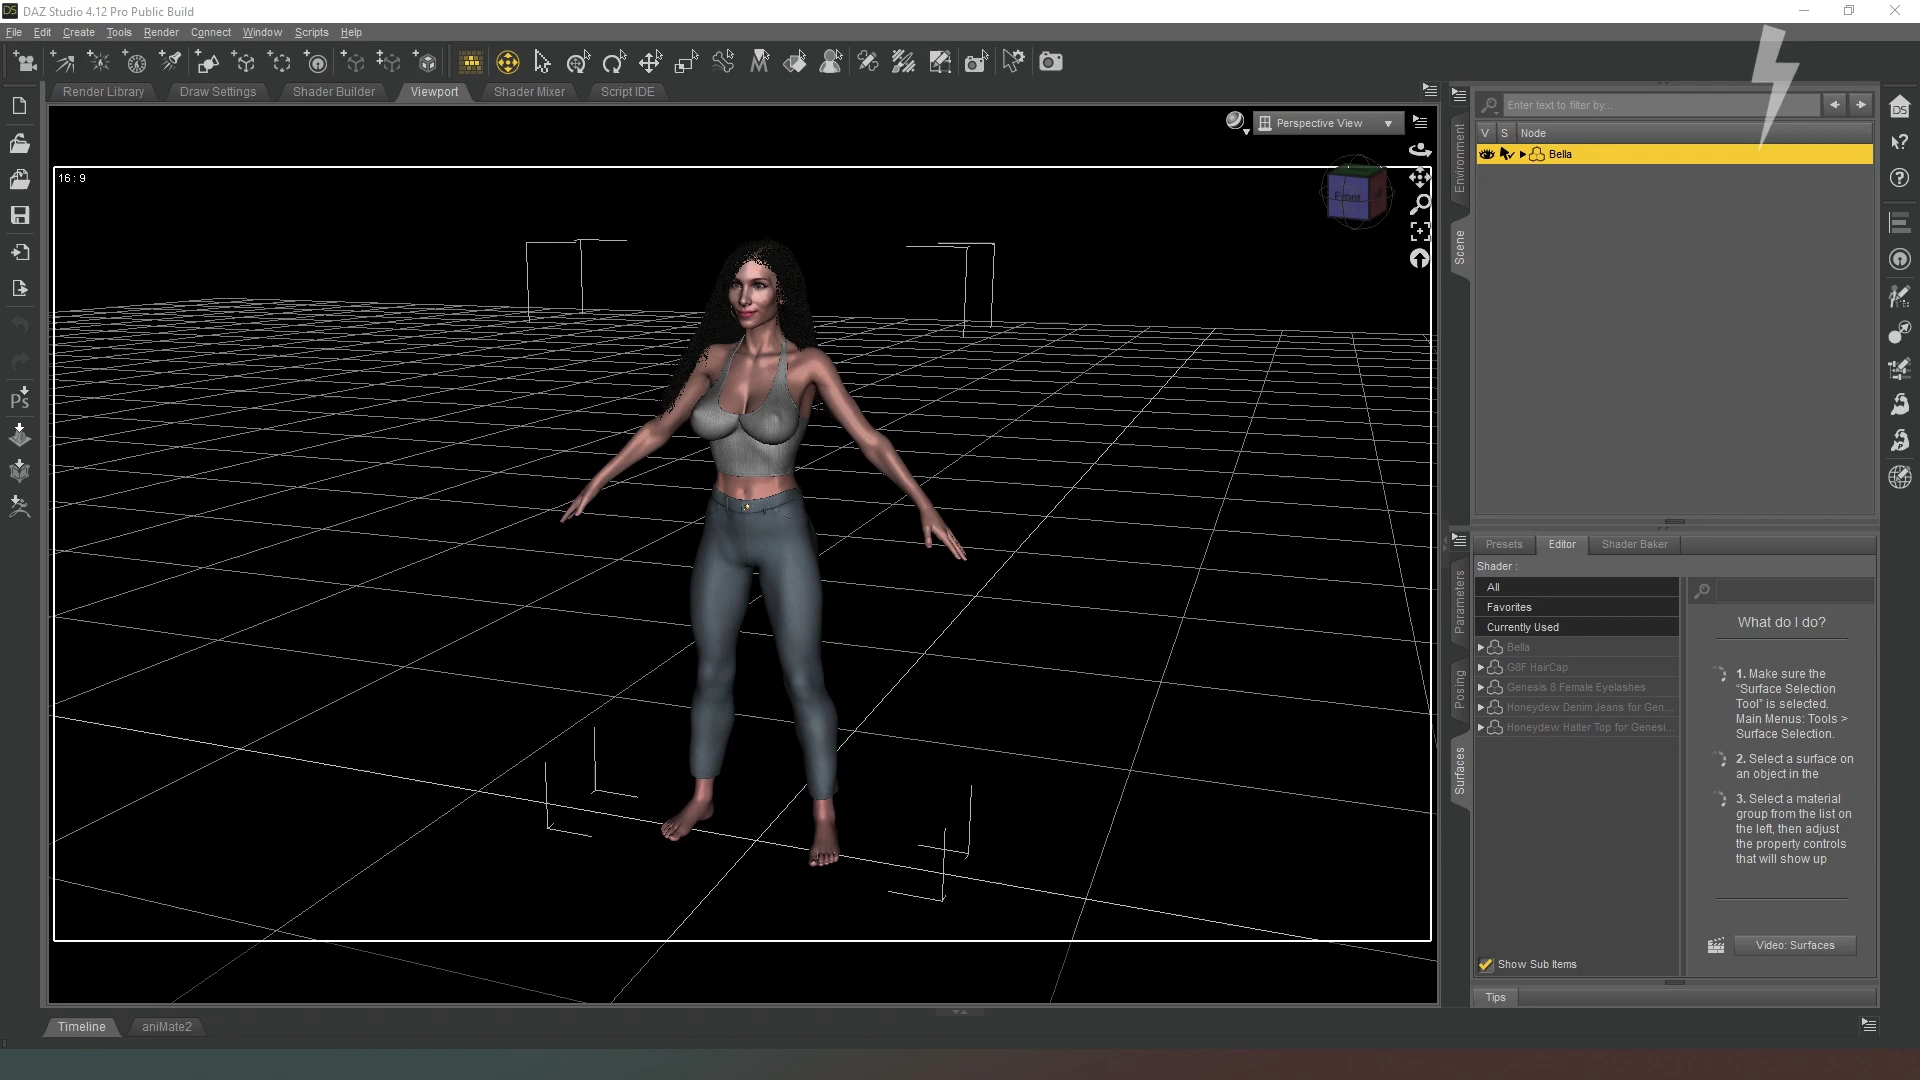 DAZ Studio 4.12 Pro Public Build
File Edit Create Tools Render Connect Window Scripts Help
Render Library Draw Settings Shader Builder Viewport Shader Mixer Script IDE
Perspective View
16 : 9
Front
Enter text to filter by...
V S Node
Bella
Environment
Scene
Presets Editor Shader Baker
Shader :
All
Favorites
Currently Used
Bella
G8F HairCap
Genesis 8 Female Eyelashes
Honeydew Denim Jeans for Gen...
Honeydew Halter Top for Genesi...
Parameters
Posing
Surfaces
What do I do?
1. Make sure the
"Surface Selection
Tool" is selected.
Main Menus: Tools >
Surface Selection.
2. Select a surface on
an object in the
3. Select a material
group from the list on
the left, then adjust
the property controls
that will show up
Video: Surfaces
Show Sub Items
Tips
Timeline aniMate2
Ps
DS